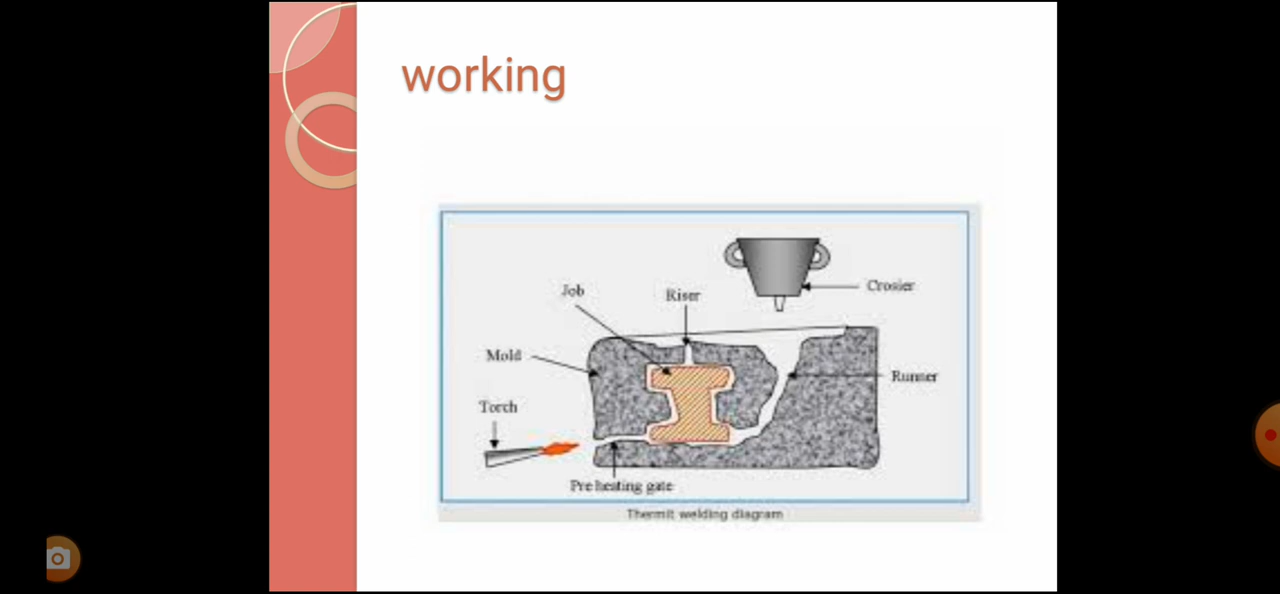 working
Crosier
Job
Riser
Mold
Runner
Torch
Pre heating gate
Thermit welding diagram